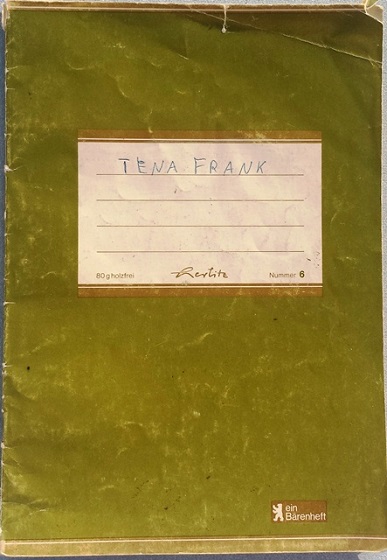 TENA FRANK
80 g holzfrei Herlitz Nummer 6
ein
Bärenheft